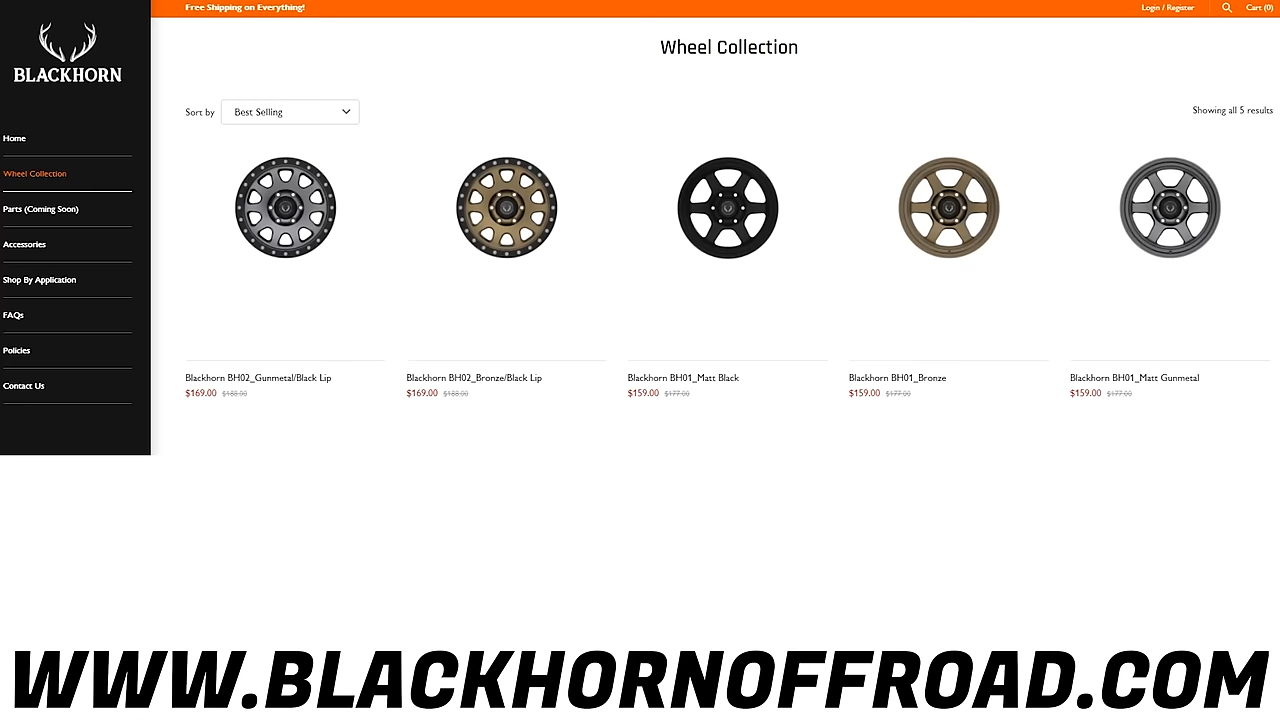 Free Shipping on Everything!
Login / Register
Cart (0)
BLACKHORN
Home
Wheel Collection
Parts (Coming Soon)
Accessories
Shop By Application
FAQs
Policies
Contact Us
Wheel Collection
Sort by
Best Selling
Showing all 5 results
Blackhorn BH02_Gunmetal/Black Lip
$169.00 $188.00
Blackhorn BH02_Bronze/Black Lip
$169.00 $188.00
Blackhorn BH01_Matt Black
$159.00 $177.00
Blackhorn BH01_Bronze
$159.00 $177.00
Blackhorn BH01_Matt Gunmetal
$159.00 $177.00
WWW.BLACKHORNOFFROAD.COM